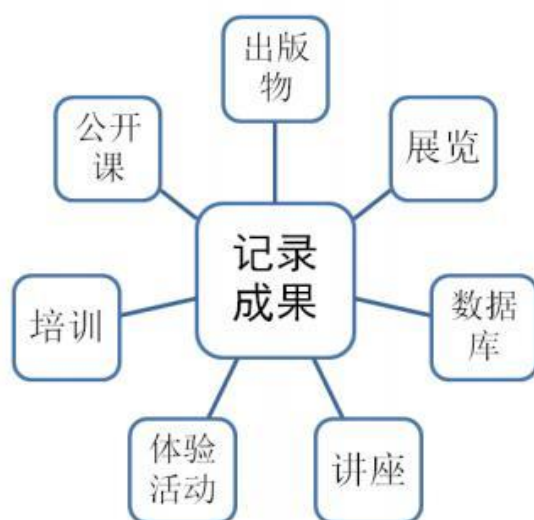 出版
物
公开
课
展览
记录
成果
培训
数据
库
体验
活动
讲座